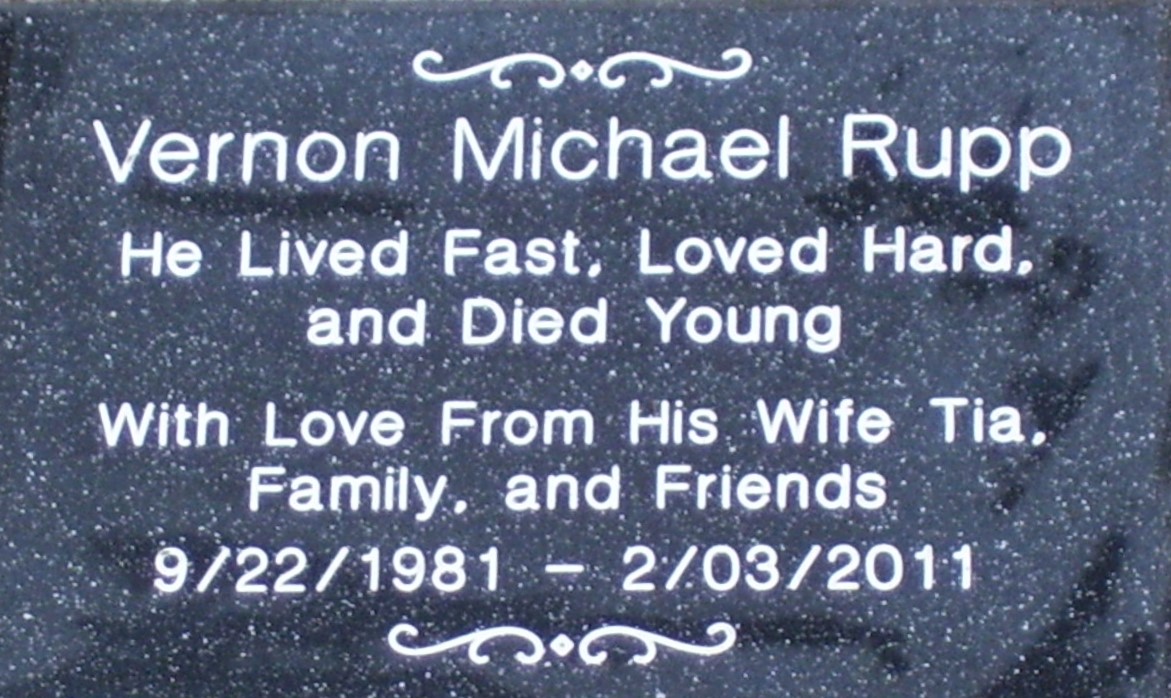 Vernon Michael Rupp
He Lived Fast, Loved Hard,
and Died Young
With Love From His Wife Tia,
Family, and Friends
9/22/1981 – 2/03/2011